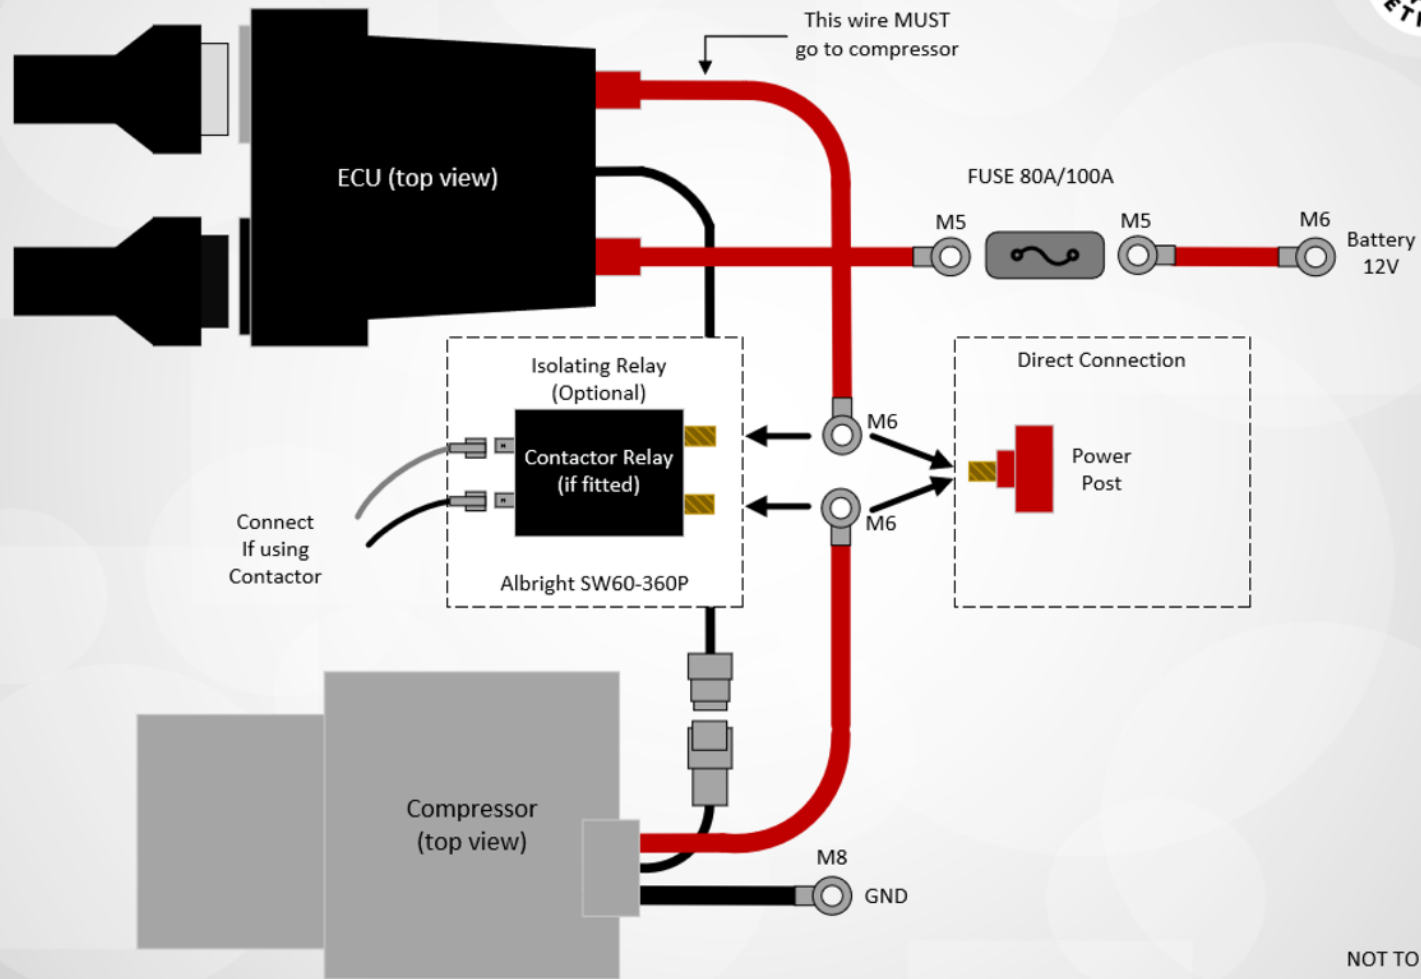 This wire MUST
go to compressor
ECU (top view)
FUSE 80A/100A
M5
M5
M6
Battery
12V
Isolating Relay
(Optional)
Direct Connection
M6
Contactor Relay
(if fitted)
Power
Post
M6
Connect
If using
Contactor
Albright SW60-360P
Compressor
(top view)
M8
GND
NOT TO